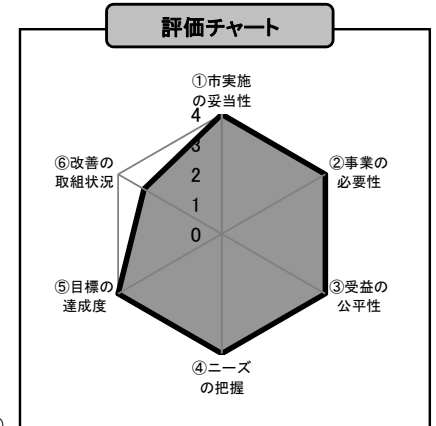 評価チャート
①市実施
の妥当性
4
3
2
1
0
②事業の
必要性
③受益の
公平性
④ニーズ
の把握
⑤目標の
達成度
⑥改善の
取組状況